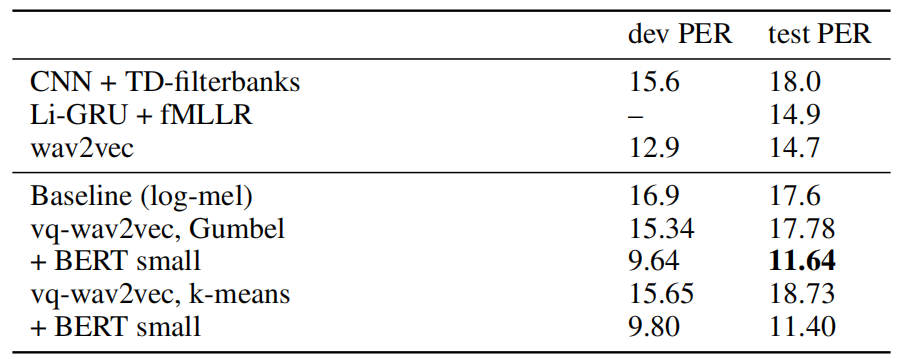 dev PER test PER
CNN + TD-filterbanks 15.6 18.0
Li-GRU + fMLLR – 14.9
wav2vec 12.9 14.7
Baseline (log-mel) 16.9 17.6
vq-wav2vec, Gumbel 15.34 17.78
+ BERT small 9.64 11.64
vq-wav2vec, k-means 15.65 18.73
+ BERT small 9.80 11.40